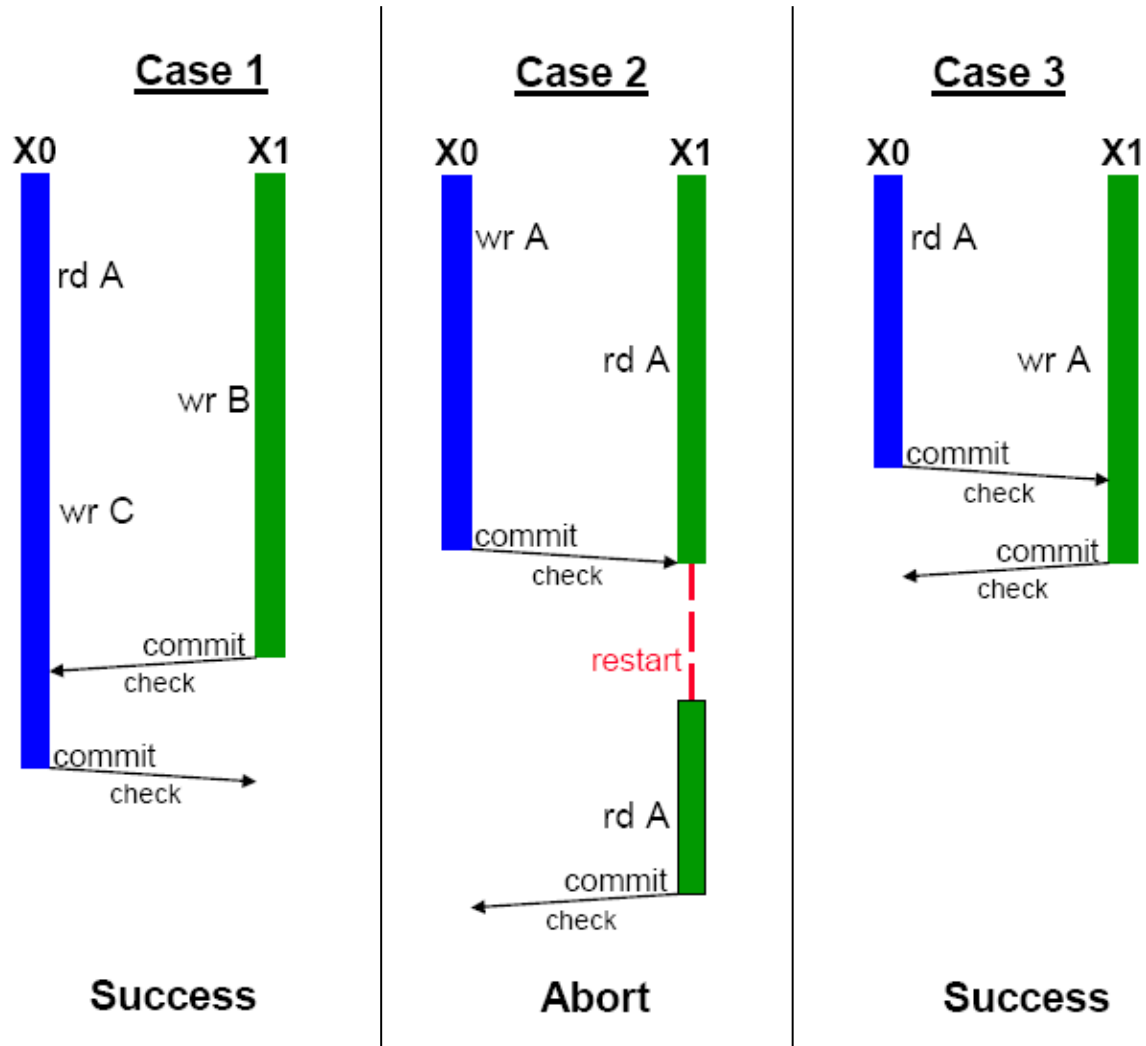 Case 1
X0 X1
rd A
wr B
wr C
commit
check
commit
check
Success
Case 2
X0 X1
wr A
rd A
commit
check
restart
rd A
commit
check
Abort
Case 3
X0 X1
rd A
wr A
commit
check
commit
check
Success